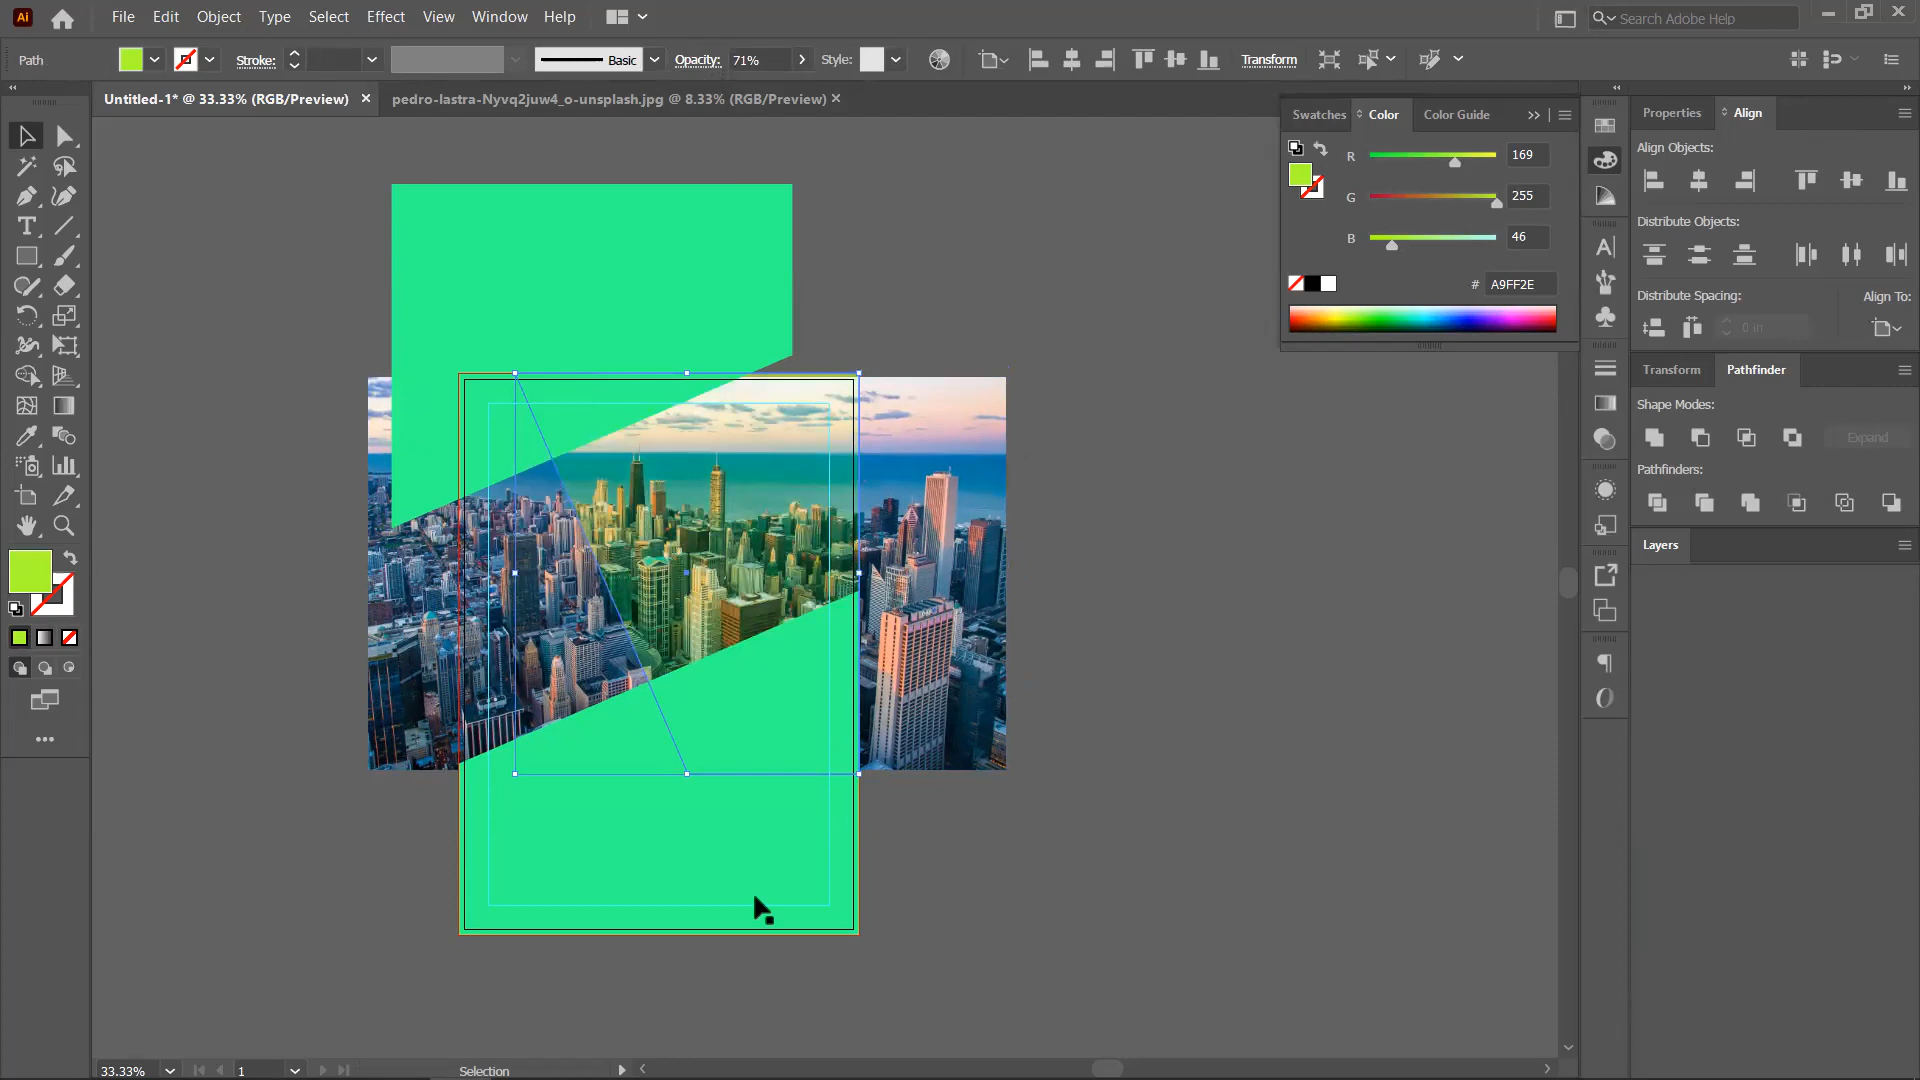 Ai
File Edit Object Type Select Effect View Window Help
Search Adobe Help
Path
Stroke:
Basic
Opacity: 71%
Style:
Transform
Untitled-1* @ 33.33% (RGB/Preview) ×
pedro-lastra-Nyvq2juw4_o-unsplash.jpg @ 8.33% (RGB/Preview) ×
Swatches Color Color Guide
R 169
G 255
B 46
# A9FF2E
Properties Align
Align Objects:
Distribute Objects:
Distribute Spacing: Align To:
0 in
Transform Pathfinder
Shape Modes:
Expand
Pathfinders:
Layers
33.33% 1 Selection